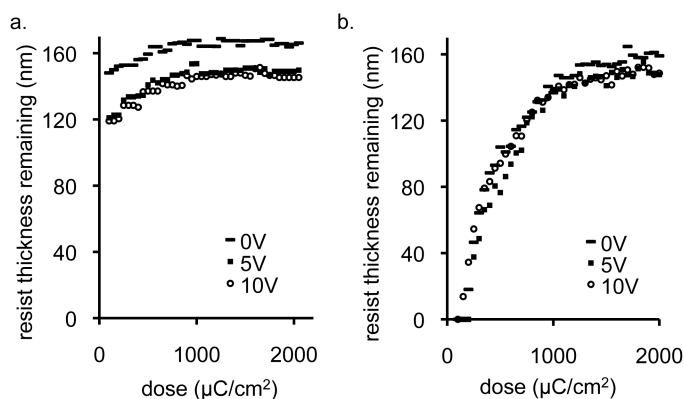 a.
resist thickness remaining (nm)
160
120
80
40
0
0V
5V
10V
0
1000
2000
dose (μC/cm²)
b.
resist thickness remaining (nm)
160
120
80
40
0
0V
5V
10V
0
1000
2000
dose (μC/cm²)